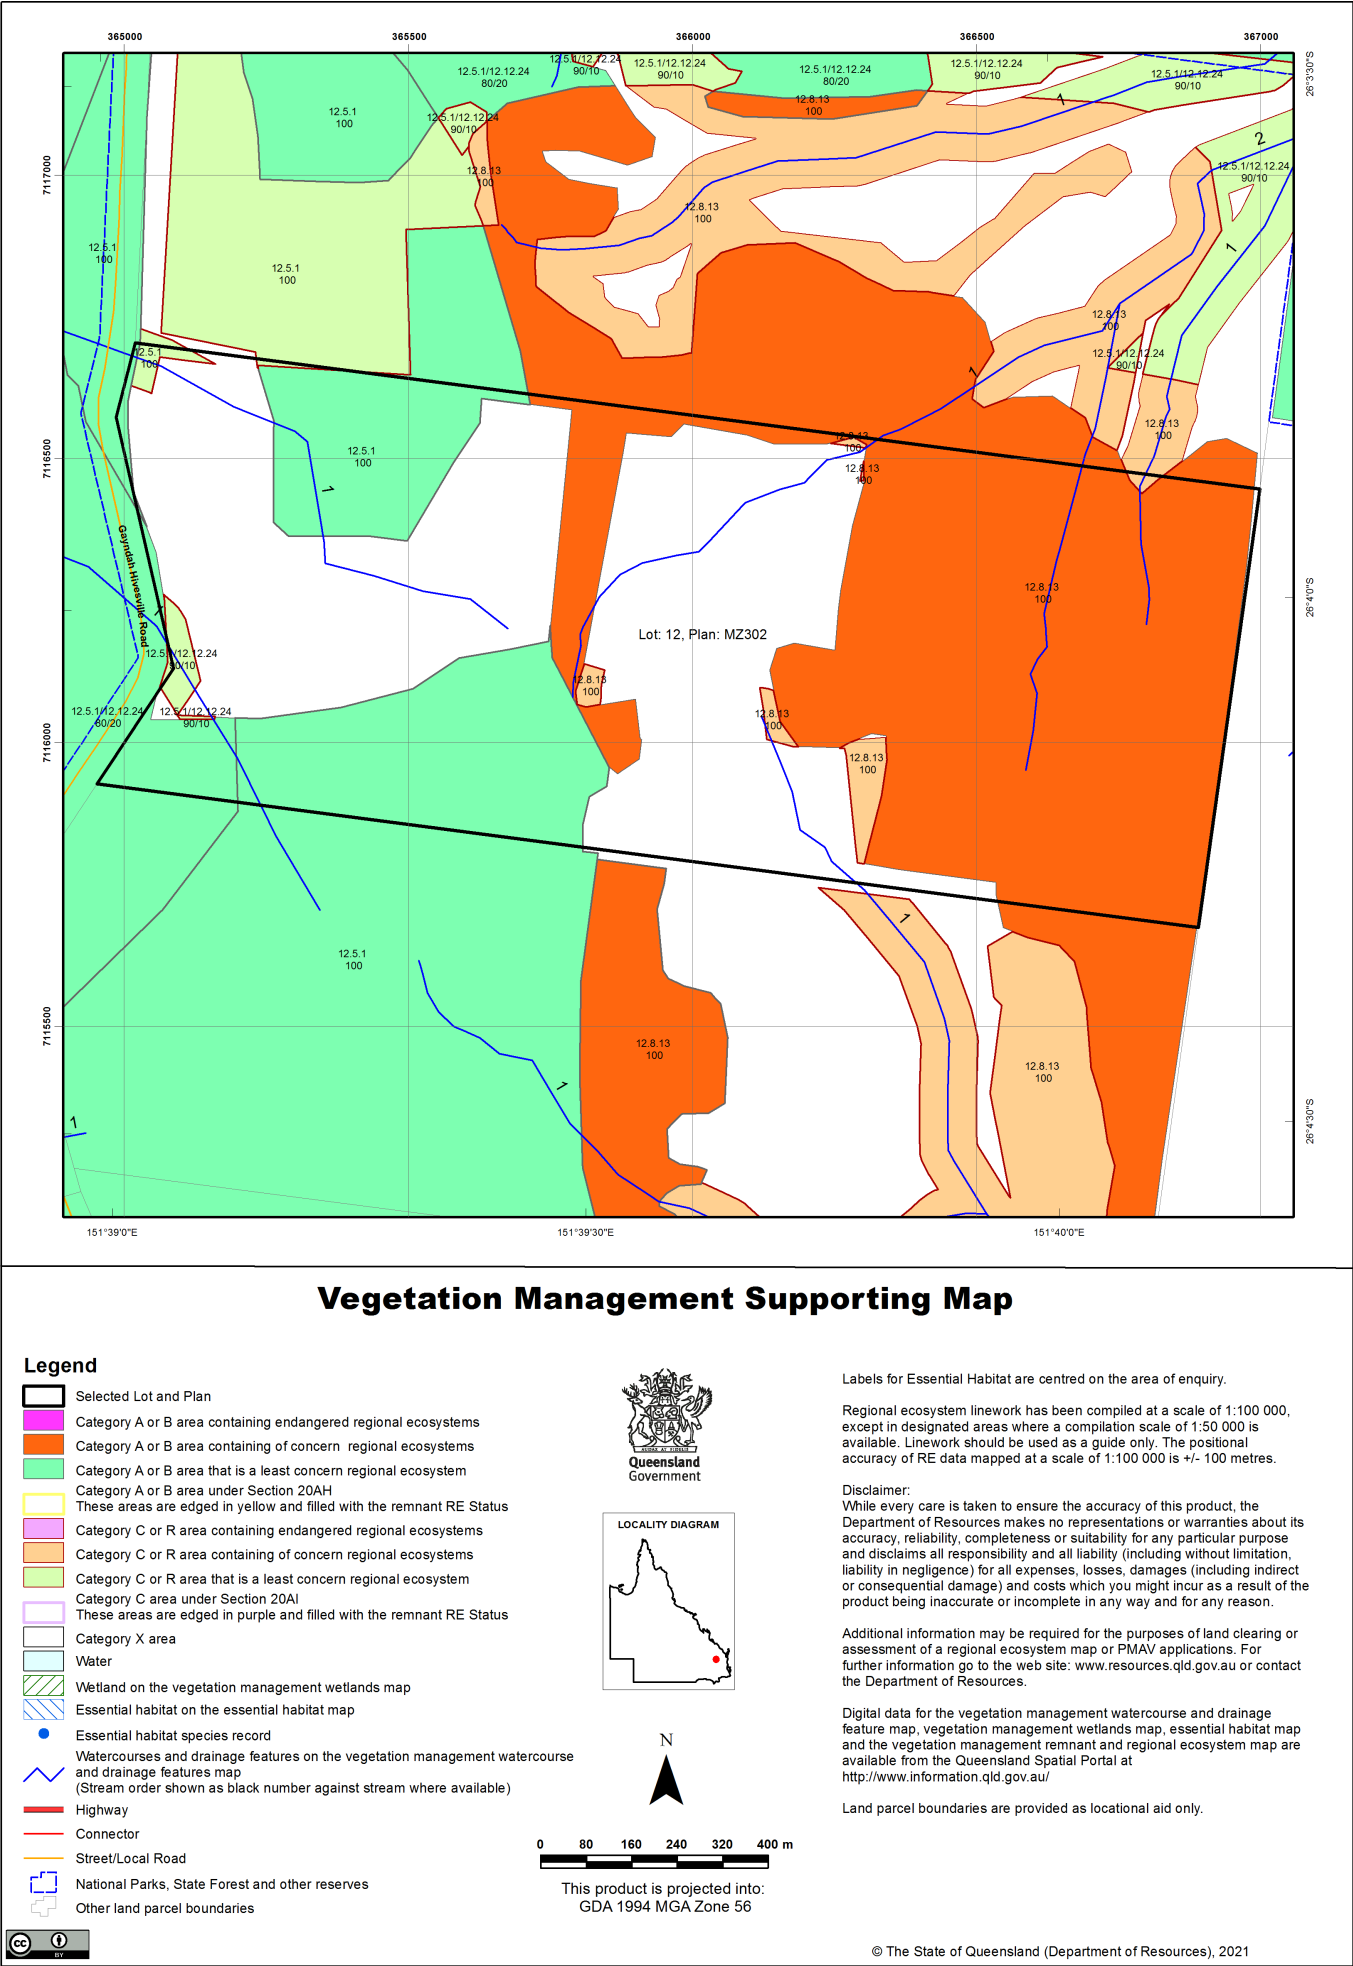 365000 365500 366000 366500 367000
12.5.1/12.12.24
80/20
12.5.1/12.12.24
90/10
12.5.1/12.12.24
90/10
12.5.1/12.12.24
80/20
12.5.1/12.12.24
90/10
12.5.1/12.12.24
90/10
26°3'30"S
12.5.1
100
12.5.1/12.12.24
90/10
12.8.13
100
1
2
7117000
12.8.13
100
12.5.1/12.12.24
90/10
12.8.13
100
12.5.1
100
12.5.1
100
1
12.8.13
100
12.5.1
100
12.5.1/12.12.24
90/10
1
12.8.13
100
12.8.13
100
7116500
12.5.1
100
12.8.13
100
1
Gayndah Hivesville Road
12.8.13
100
26°4'0"S
1
Lot: 12, Plan: MZ302
12.5.1/12.12.24
90/10
12.8.13
100
12.5.1/12.12.24
80/20
12.5.1/12.12.24
90/10
12.8.13
100
7116000
12.8.13
100
1
12.5.1
100
7115500
12.8.13
100
12.8.13
100
1
1
26°4'30"S
151°39'0"E 151°39'30"E 151°40'0"E
Vegetation Management Supporting Map
Legend
Selected Lot and Plan
Category A or B area containing endangered regional ecosystems
Category A or B area containing of concern regional ecosystems
Category A or B area that is a least concern regional ecosystem
Category A or B area under Section 20AH
These areas are edged in yellow and filled with the remnant RE Status
Category C or R area containing endangered regional ecosystems
Category C or R area containing of concern regional ecosystems
Category C or R area that is a least concern regional ecosystem
Category C area under Section 20AI
These areas are edged in purple and filled with the remnant RE Status
Category X area
Water
Wetland on the vegetation management wetlands map
Essential habitat on the essential habitat map
Essential habitat species record
Watercourses and drainage features on the vegetation management watercourse
and drainage features map
(Stream order shown as black number against stream where available)
Highway
Connector
Street/Local Road
National Parks, State Forest and other reserves
Other land parcel boundaries
cc BY
AUDAX AT FIDELIS
Queensland
Government
LOCALITY DIAGRAM
N
0 80 160 240 320 400 m
This product is projected into:
GDA 1994 MGA Zone 56
Labels for Essential Habitat are centred on the area of enquiry.
Regional ecosystem linework has been compiled at a scale of 1:100 000,
except in designated areas where a compilation scale of 1:50 000 is
available. Linework should be used as a guide only. The positional
accuracy of RE data mapped at a scale of 1:100 000 is +/- 100 metres.
Disclaimer:
While every care is taken to ensure the accuracy of this product, the
Department of Resources makes no representations or warranties about its
accuracy, reliability, completeness or suitability for any particular purpose
and disclaims all responsibility and all liability (including without limitation,
liability in negligence) for all expenses, losses, damages (including indirect
or consequential damage) and costs which you might incur as a result of the
product being inaccurate or incomplete in any way and for any reason.
Additional information may be required for the purposes of land clearing or
assessment of a regional ecosystem map or PMAV applications. For
further information go to the web site: www.resources.qld.gov.au or contact
the Department of Resources.
Digital data for the vegetation management watercourse and drainage
feature map, vegetation management wetlands map, essential habitat map
and the vegetation management remnant and regional ecosystem map are
available from the Queensland Spatial Portal at
http://www.information.qld.gov.au/
Land parcel boundaries are provided as locational aid only.
© The State of Queensland (Department of Resources), 2021